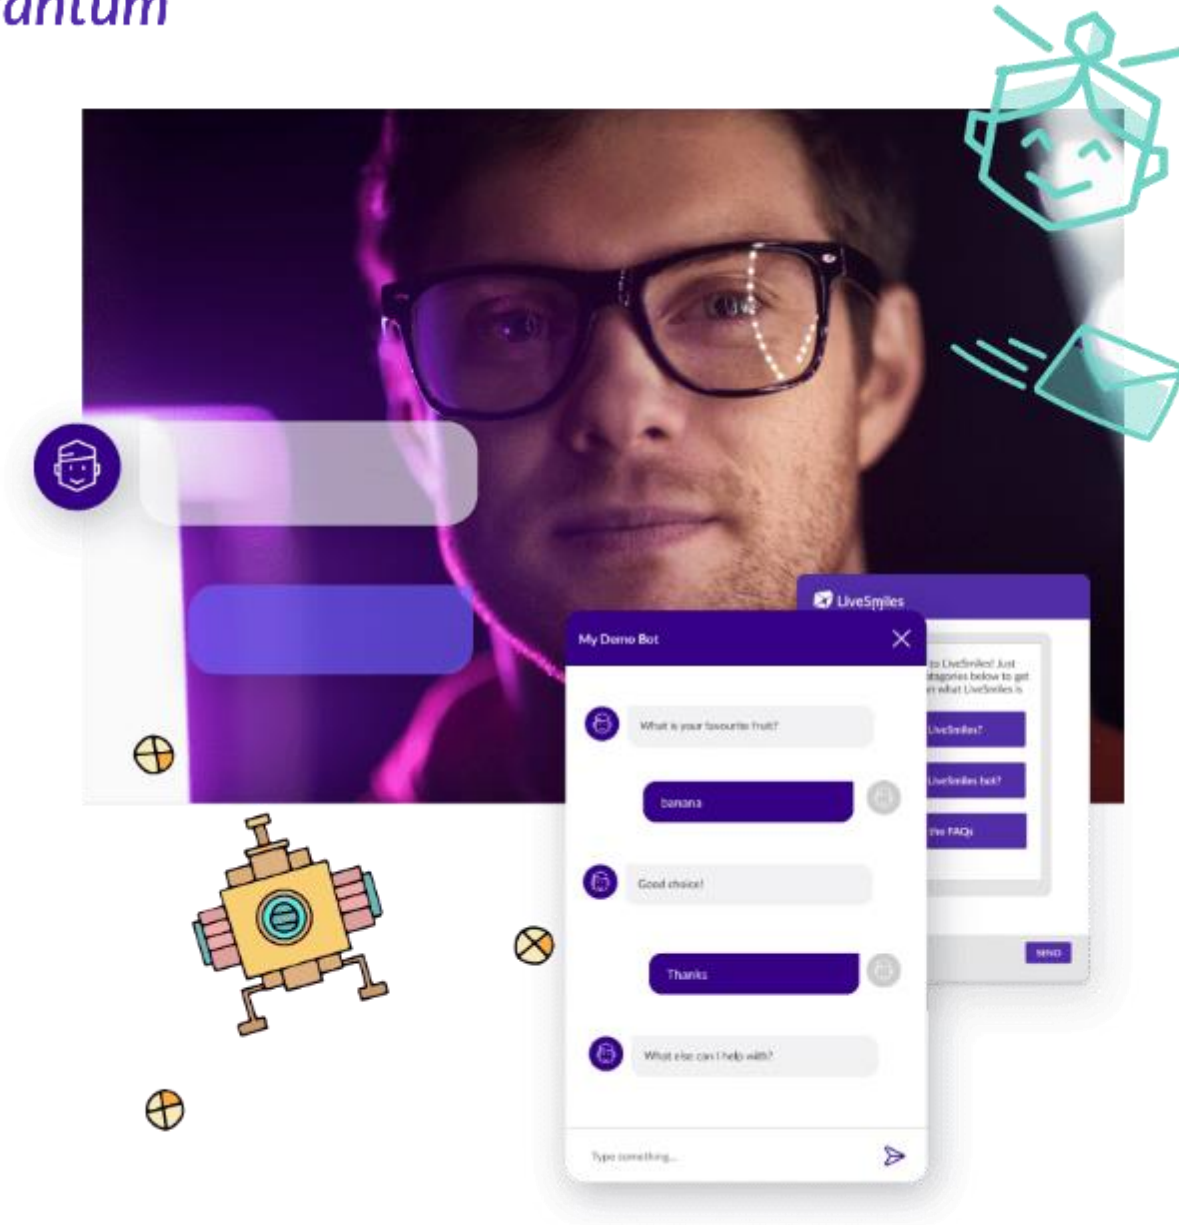 antum
LiveSmiles
My Demo Bot
to LiveSmiles! Just
below to get
what LiveSmiles is
What is your favourite fruit?
LiveSmiles?
banana
LiveSmiles bot?
the FAQs
Good choice!
SEND
Thanks
What else can I help with?
Type something...